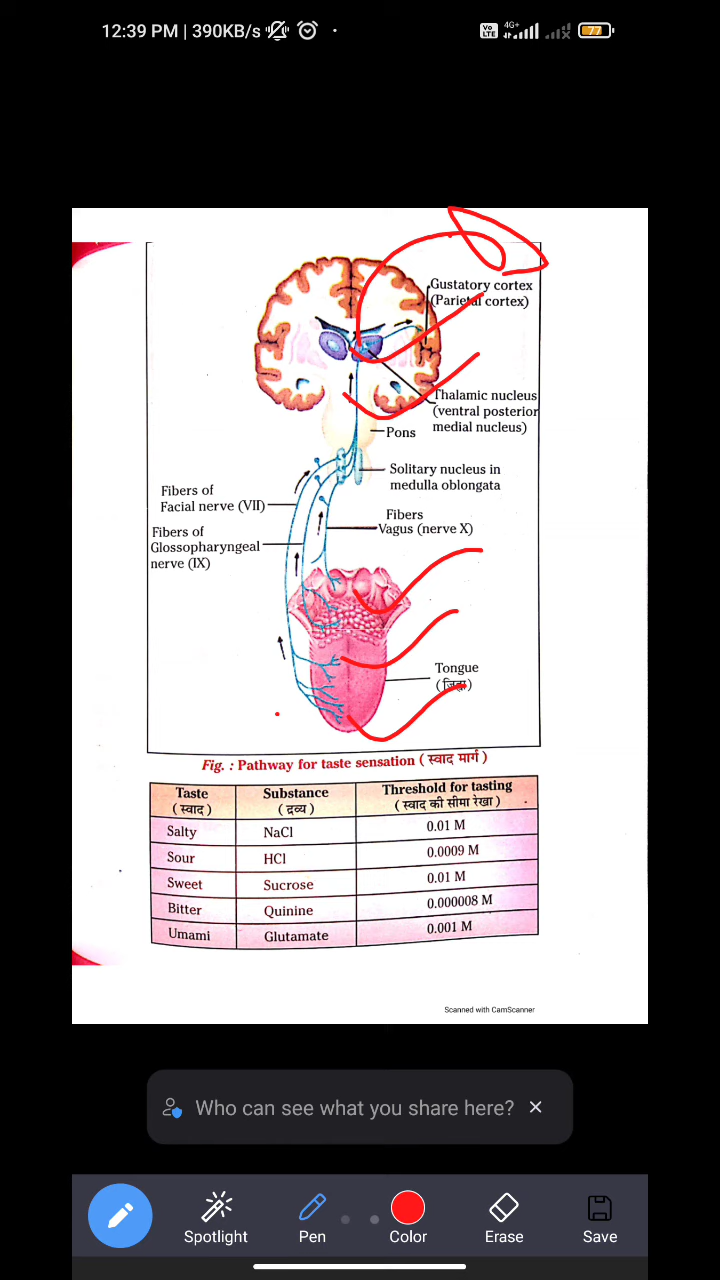 12:39 PM | 390KB/s
Vo LTE 4G+ 77
Gustatory cortex
(Parietal cortex)
Thalamic nucleus
(ventral posterior
medial nucleus)
Pons
Solitary nucleus in
medulla oblongata
Fibers of
Facial nerve (VII)
Fibers
Vagus (nerve X)
Fibers of
Glossopharyngeal
nerve (IX)
Tongue
(जिह्वा)
Fig. : Pathway for taste sensation ( स्वाद मार्ग )
Taste Substance Threshold for tasting
( स्वाद ) ( द्रव्य ) ( स्वाद की सीमा रेखा )
Salty NaCl 0.01 M
Sour HCl 0.0009 M
Sweet Sucrose 0.01 M
Bitter Quinine 0.000008 M
Umami Glutamate 0.001 M
Scanned with CamScanner
Who can see what you share here?
Spotlight Pen Color Erase Save